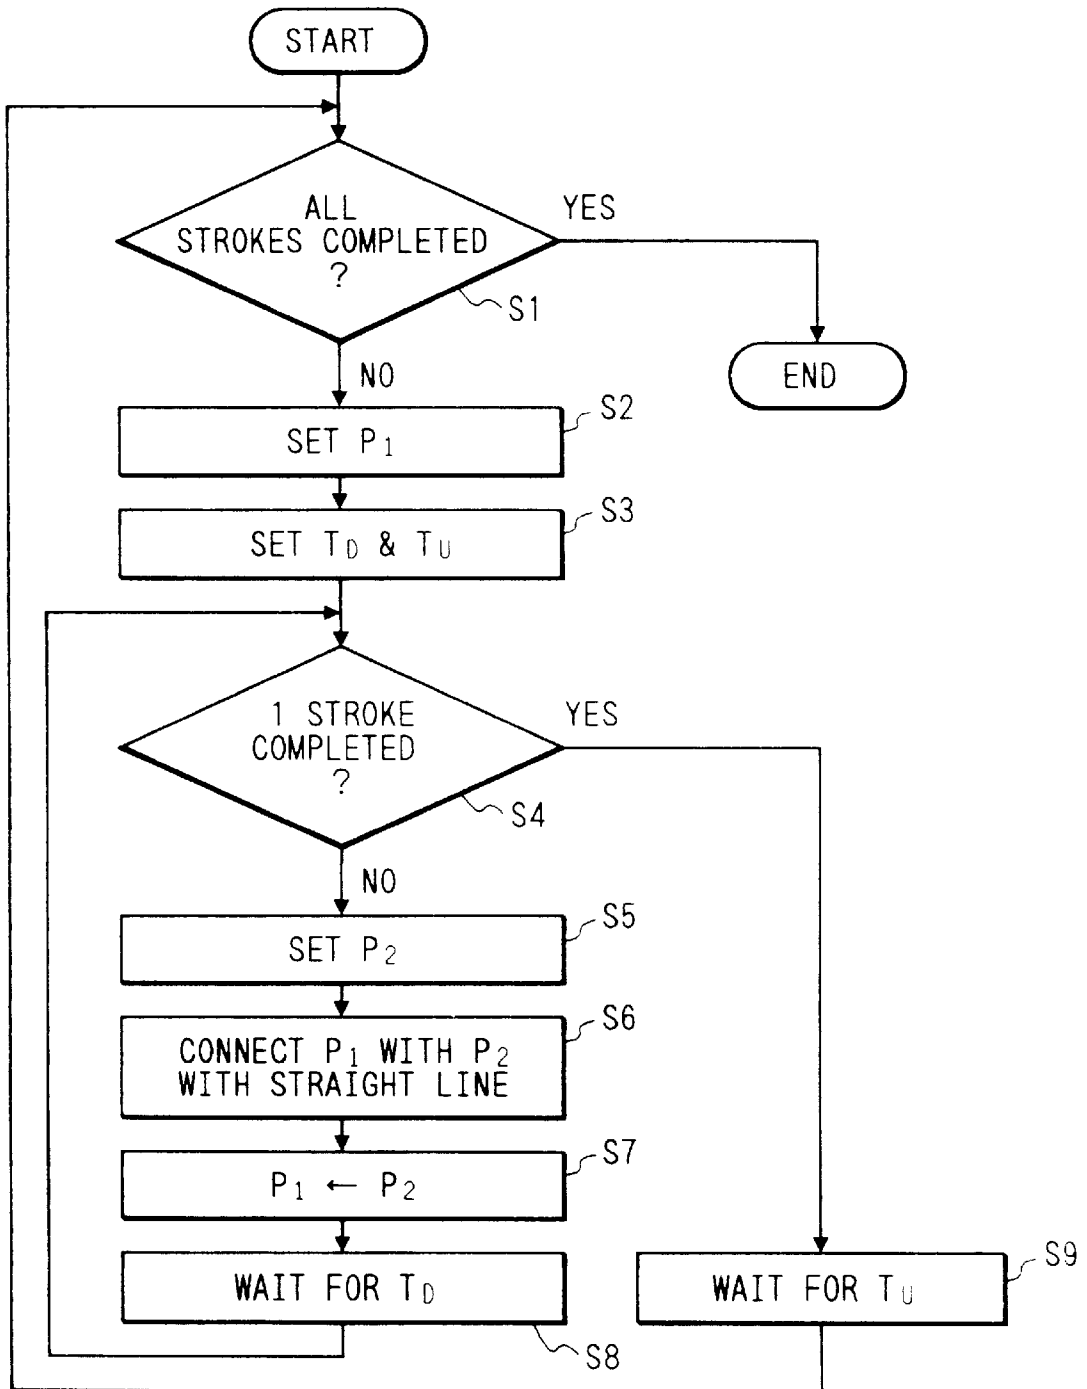 START
ALL
STROKES COMPLETED
?
YES
S1
NO
END
S2
SET P1
S3
SET TD & TU
1 STROKE
COMPLETED
?
YES
S4
NO
S5
SET P2
S6
CONNECT P1 WITH P2
WITH STRAIGHT LINE
S7
P1 ← P2
WAIT FOR TD
S8
S9
WAIT FOR TU